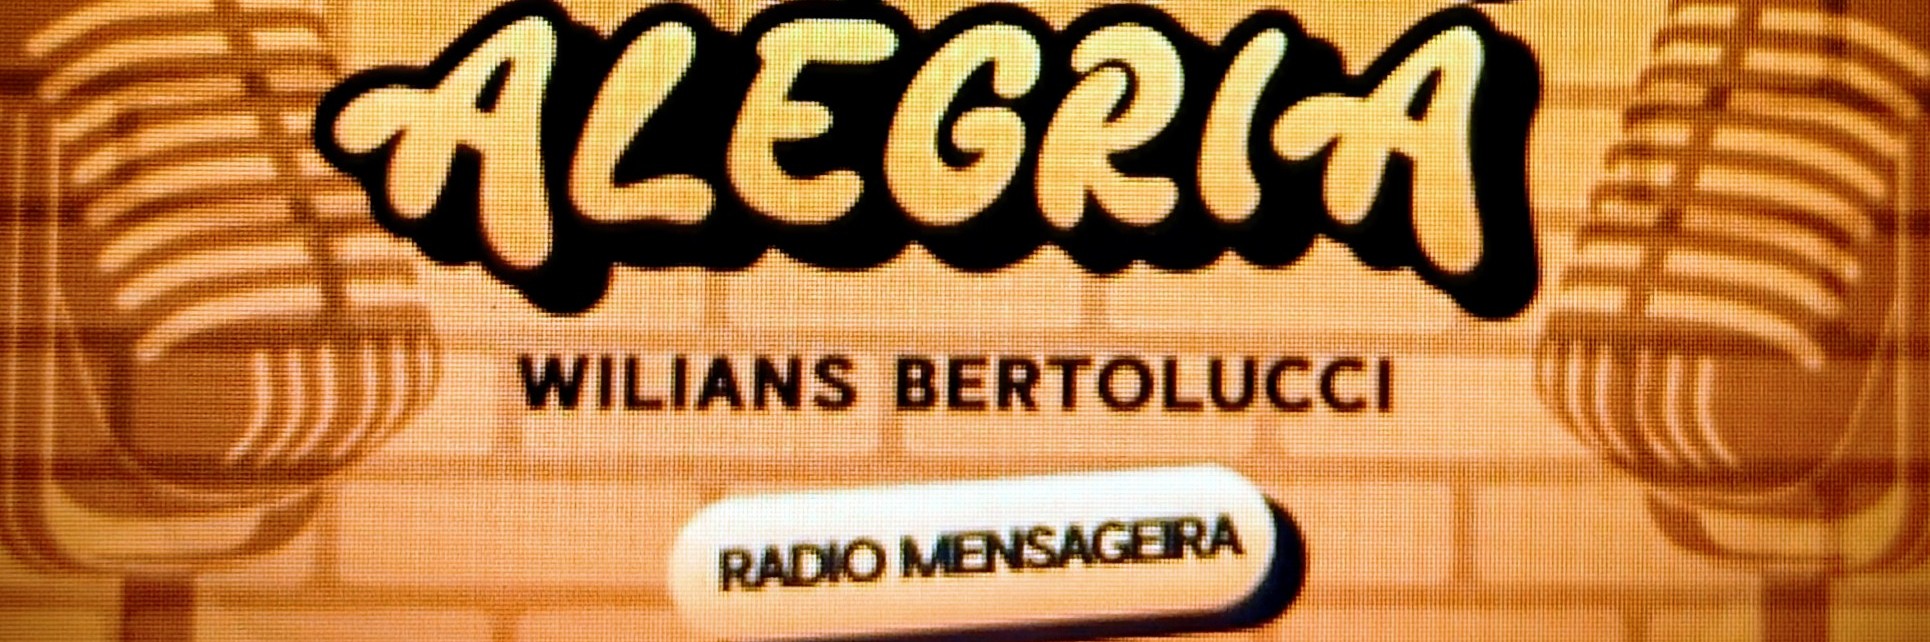 ALEGRIA
WILIANS BERTOLUCCI
RADIO MENSAGEIRA